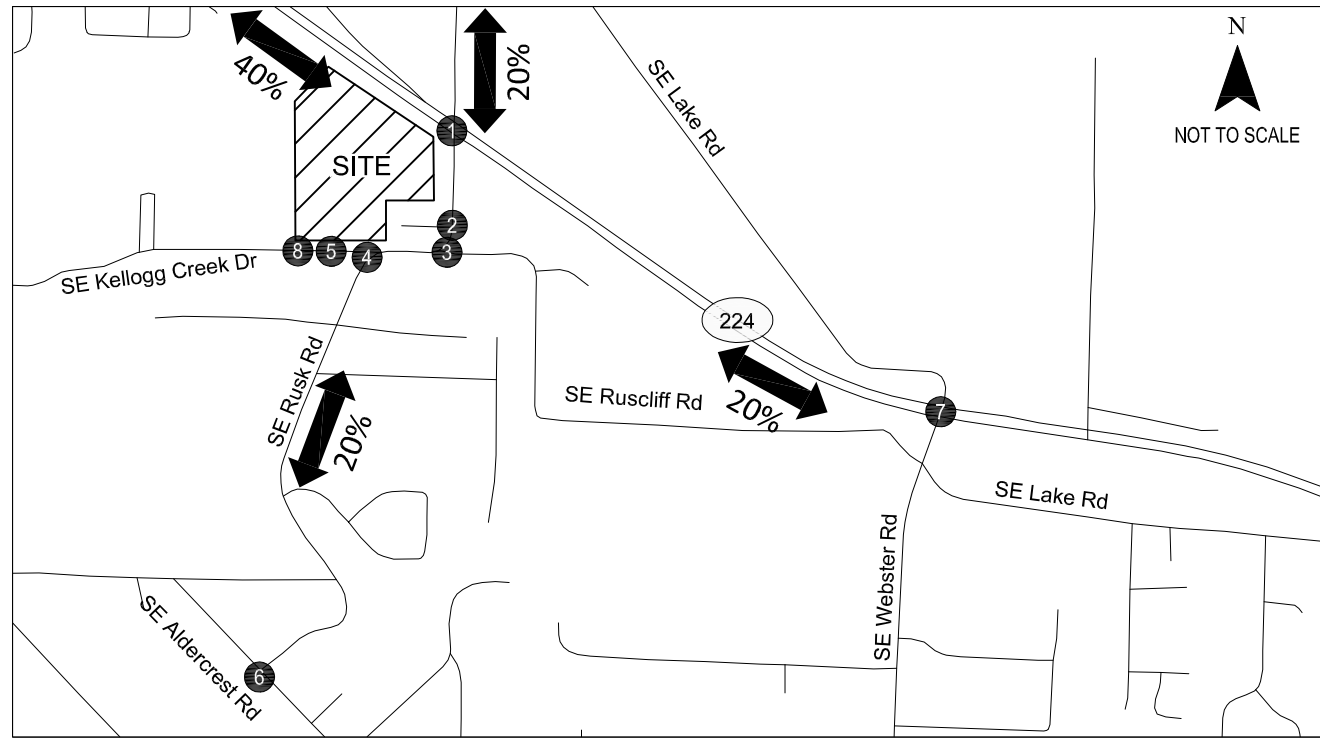 N
NOT TO SCALE
40%
20%
SE Lake Rd
1
SITE
2
8
5
4
3
SE Kellogg Creek Dr
224
SE Rusk Rd
20%
SE Ruscliff Rd
20%
7
SE Lake Rd
SE Webster Rd
SE Aldercrest Rd
6